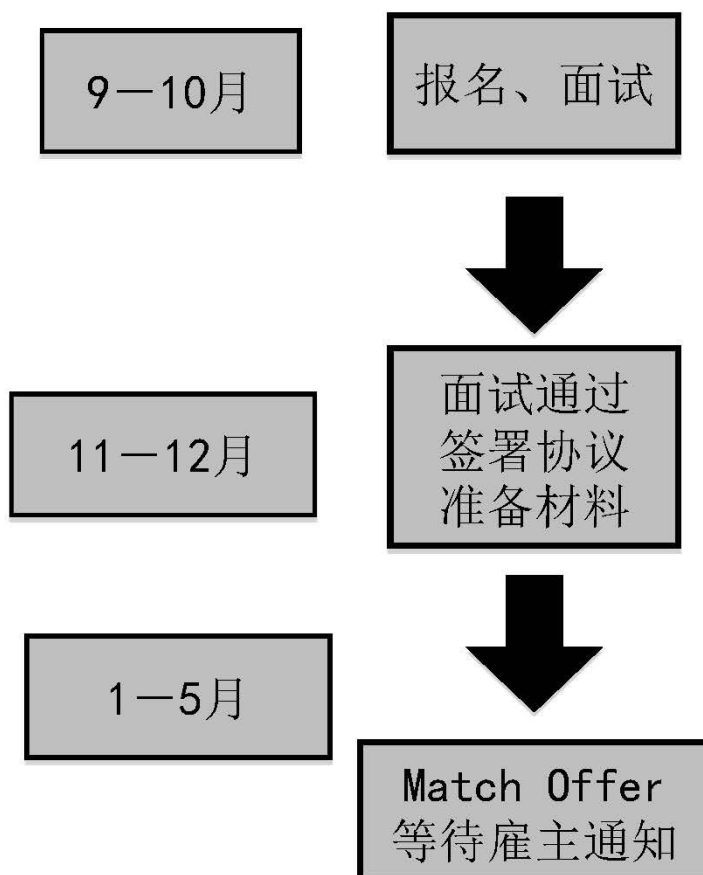 9－10月
报名、面试
11－12月
面试通过
签署协议
准备材料
1－5月
Match Offer
等待雇主通知